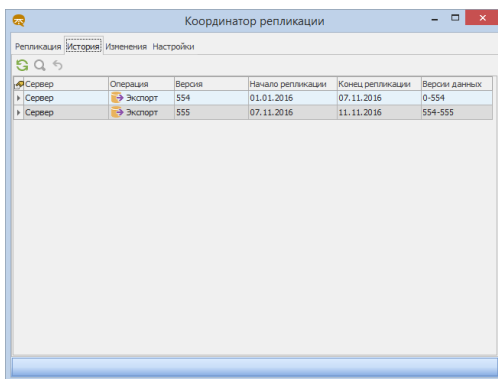 Координатор репликации
Репликация История Изменения Настройки
Сервер Операция Версия Начало репликации Конец репликации Версии данных
Сервер Экспорт 554 01.01.2016 07.11.2016 0-554
Сервер Экспорт 555 07.11.2016 11.11.2016 554-555